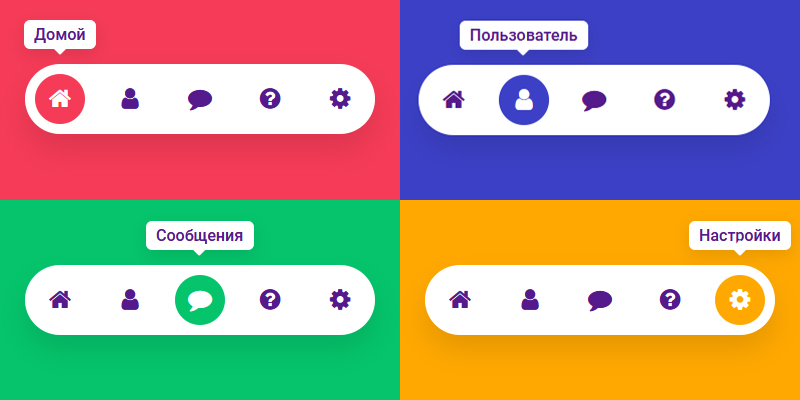 Домой
Пользователь
Сообщения
Настройки